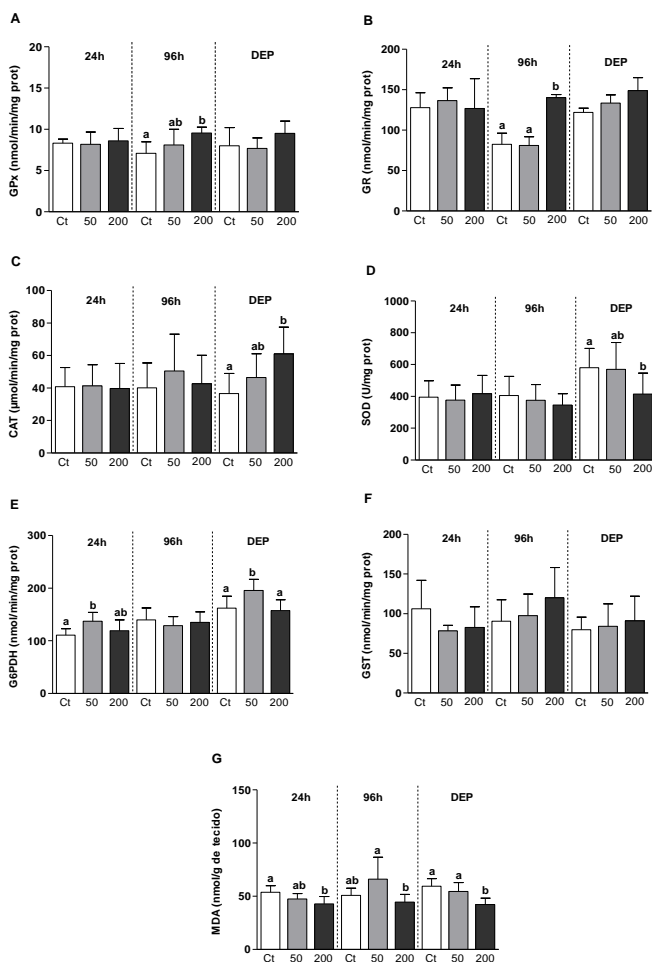 A
GPx (nmol/min/mg prot)
20
15
10
5
0
24h 96h DEP
a ab b
Ct 50 200 Ct 50 200 Ct 50 200
B
GR (nmol/min/mg prot)
200
150
100
50
0
24h 96h DEP
a a b
Ct 50 200 Ct 50 200 Ct 50 200
C
CAT (µmol/min/mg prot)
100
80
60
40
20
0
24h 96h DEP
a ab b
Ct 50 200 Ct 50 200 Ct 50 200
D
SOD (U/mg prot)
1000
800
600
400
200
0
24h 96h DEP
a ab b
Ct 50 200 Ct 50 200 Ct 50 200
E
G6PDH (nmol/min/mg prot)
300
200
100
0
24h 96h DEP
a b ab a b a
Ct 50 200 Ct 50 200 Ct 50 200
F
GST (nmol/min/mg prot)
200
150
100
50
0
24h 96h DEP
Ct 50 200 Ct 50 200 Ct 50 200
G
MDA (nmol/g de tecido)
150
100
50
0
24h 96h DEP
a ab b ab a b a a b
Ct 50 200 Ct 50 200 Ct 50 200